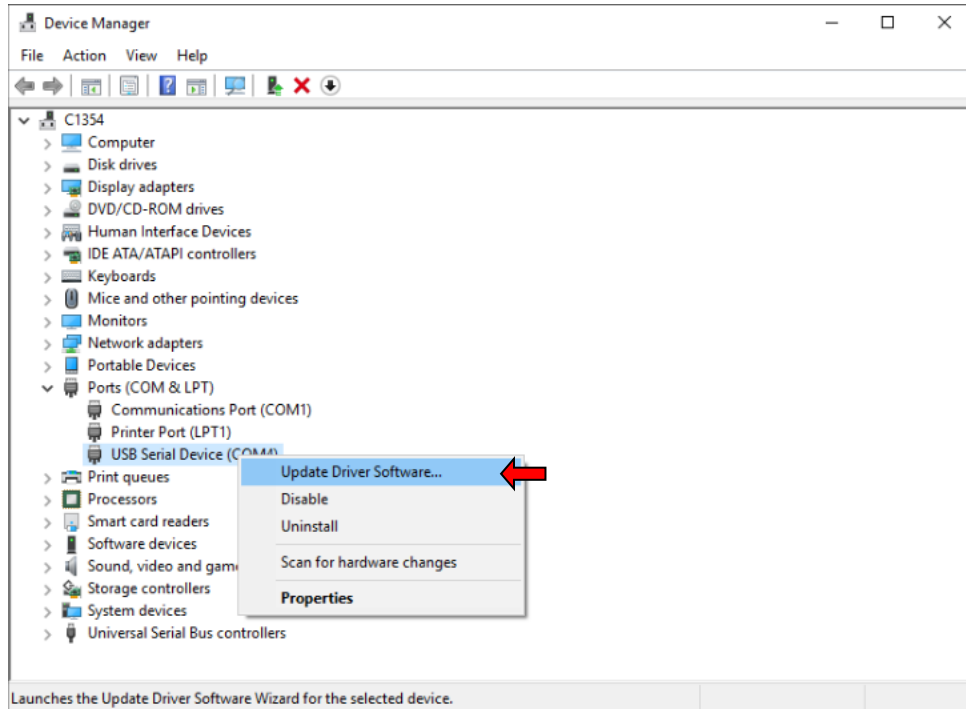 Device Manager
File Action View Help
C1354
Computer
Disk drives
Display adapters
DVD/CD-ROM drives
Human Interface Devices
IDE ATA/ATAPI controllers
Keyboards
Mice and other pointing devices
Monitors
Network adapters
Portable Devices
Ports (COM & LPT)
Communications Port (COM1)
Printer Port (LPT1)
USB Serial Device (COM4)
Update Driver Software...
Print queues
Processors
Disable
Smart card readers
Uninstall
Software devices
Sound, video and gam
Scan for hardware changes
Storage controllers
Properties
System devices
Universal Serial Bus controllers
Launches the Update Driver Software Wizard for the selected device.